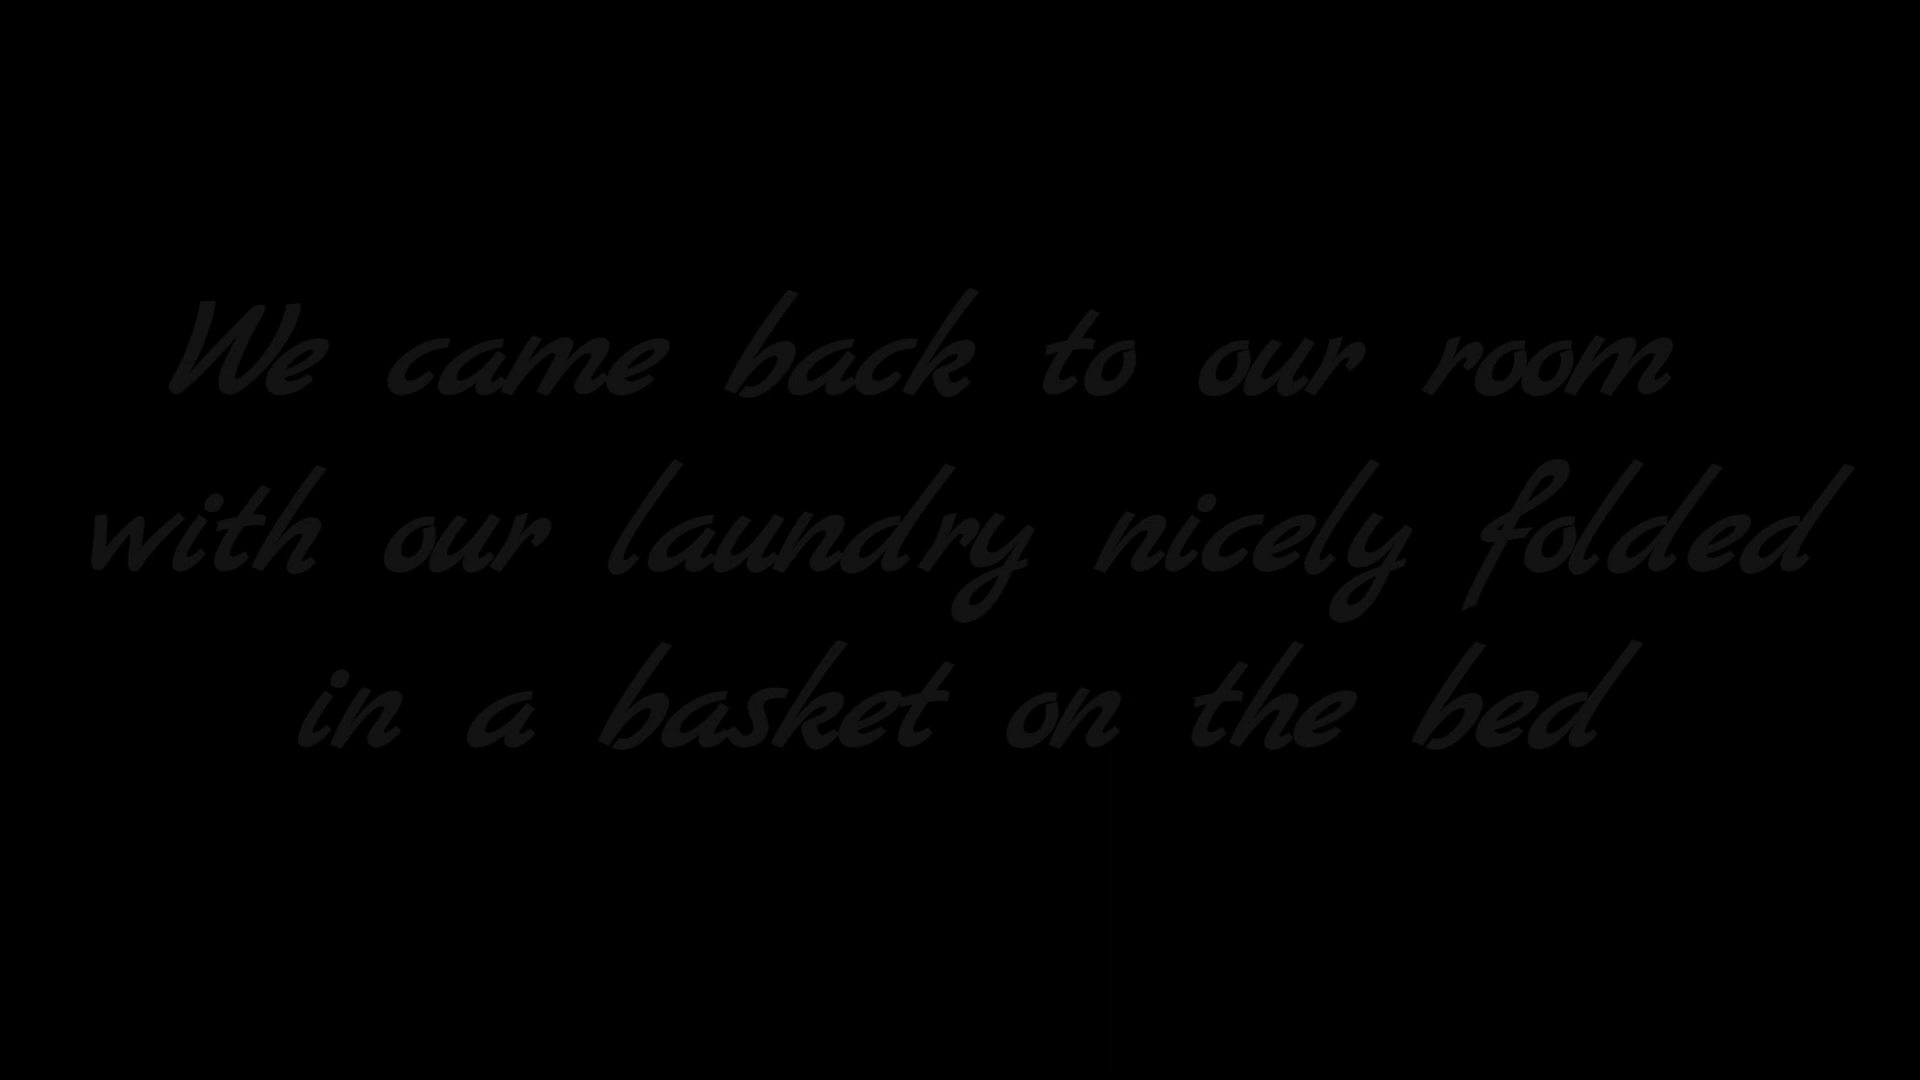 We came back to our room
with our laundry nicely folded
in a basket on the bed